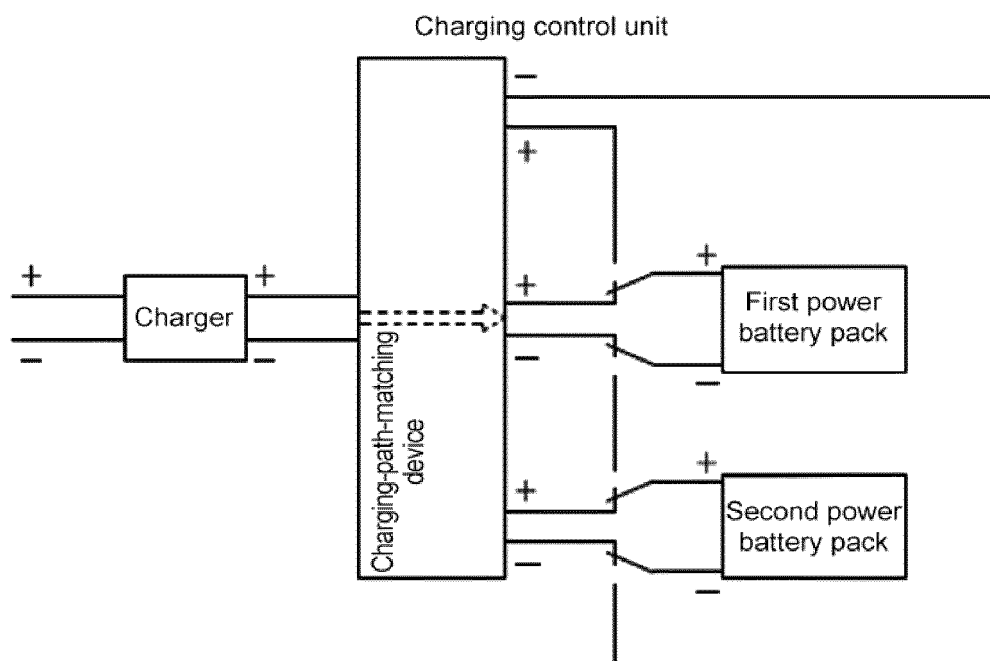 Charging control unit
−
+
+
+
+
+
Charger
First power
battery pack
−
−
−
−
Charging-path-matching
device
+
+
Second power
battery pack
−
−